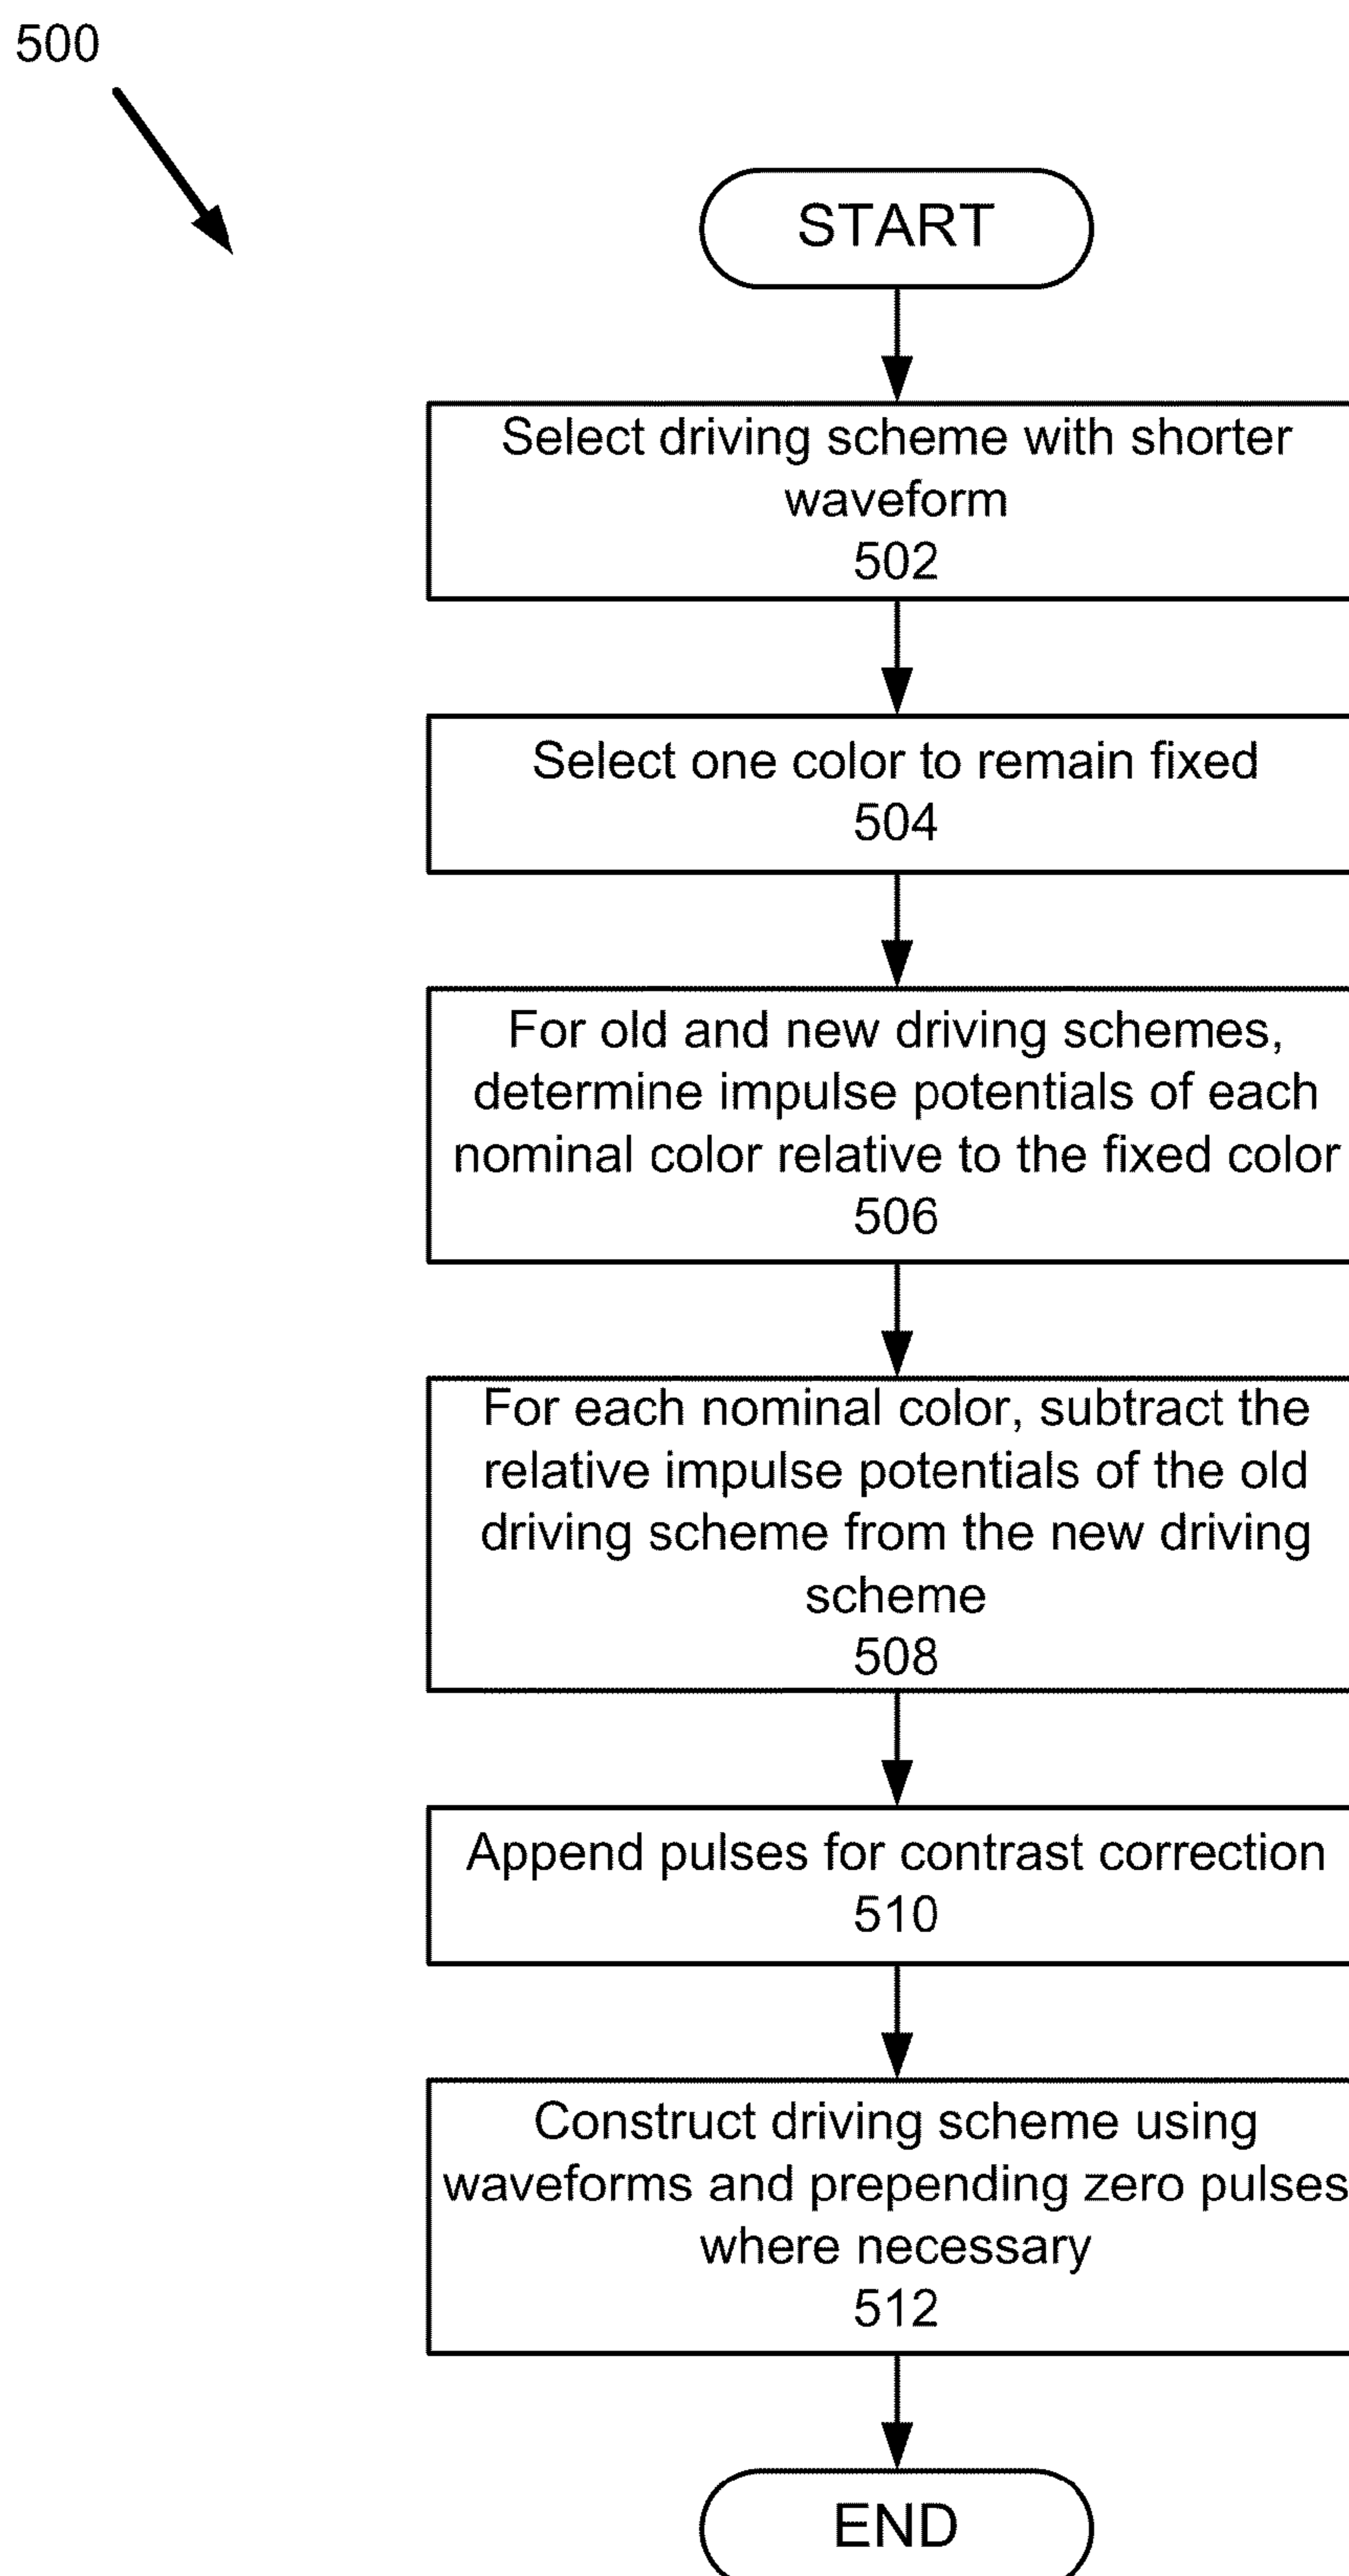 500
START
Select driving scheme with shorter
waveform
502
Select one color to remain fixed
504
For old and new driving schemes,
determine impulse potentials of each
nominal color relative to the fixed color
506
For each nominal color, subtract the
relative impulse potentials of the old
driving scheme from the new driving
scheme
508
Append pulses for contrast correction
510
Construct driving scheme using
waveforms and prepending zero pulses
where necessary
512
END